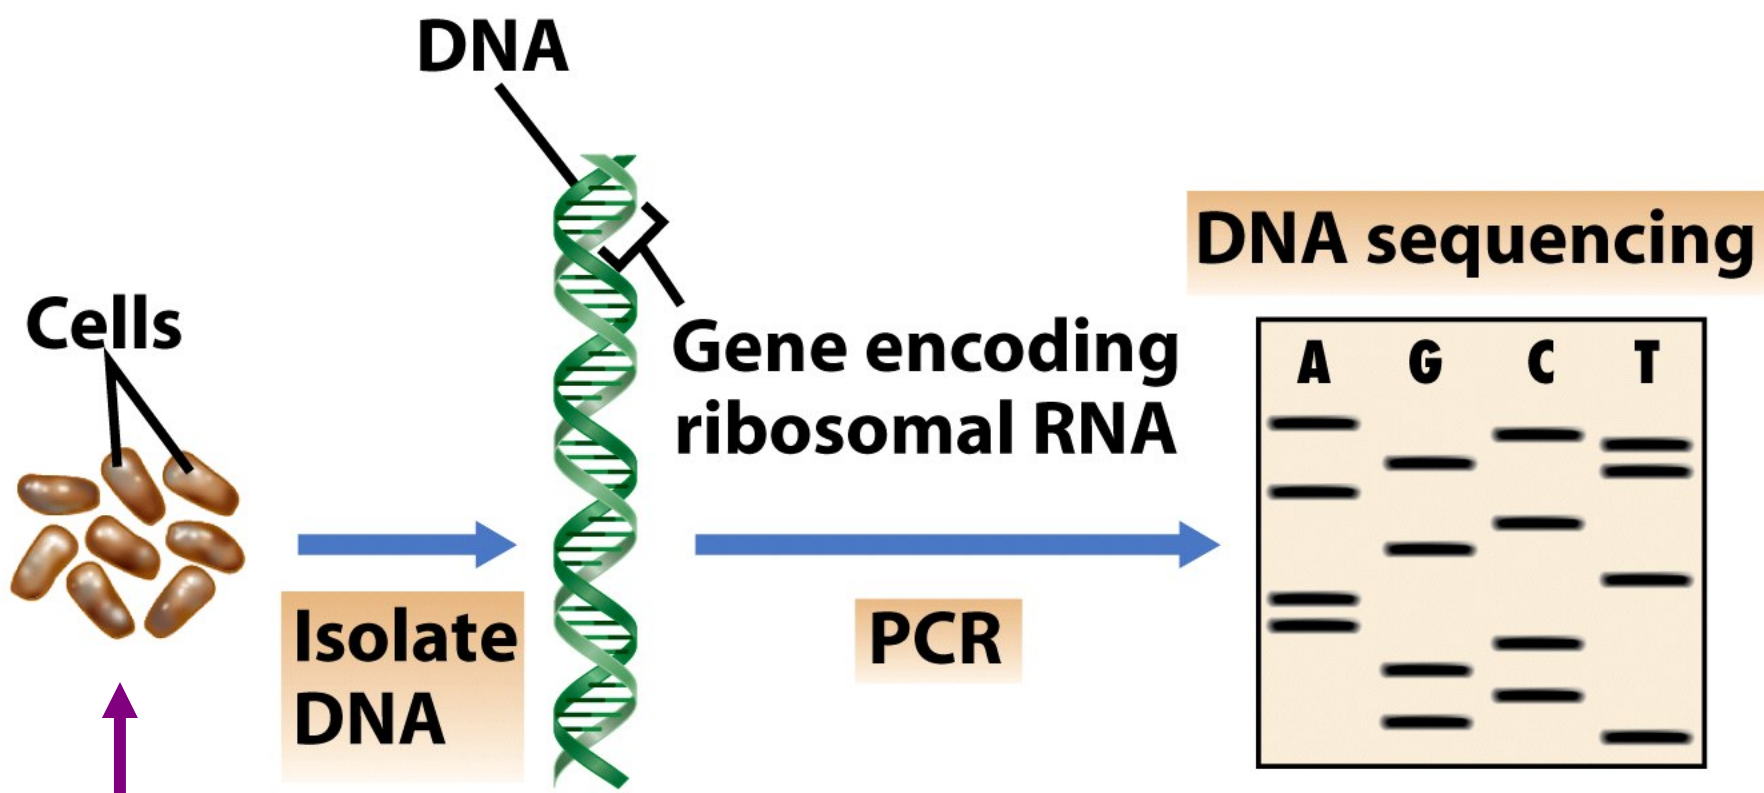 DNA
Cells
Gene encoding
ribosomal RNA
Isolate
DNA
PCR
DNA sequencing
A G C T